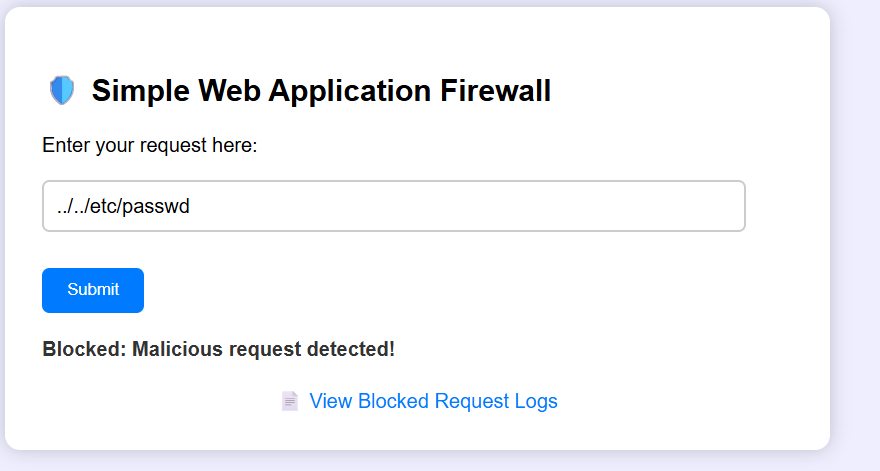 Simple Web Application Firewall
Enter your request here:
../../etc/passwd
Submit
Blocked: Malicious request detected!
View Blocked Request Logs